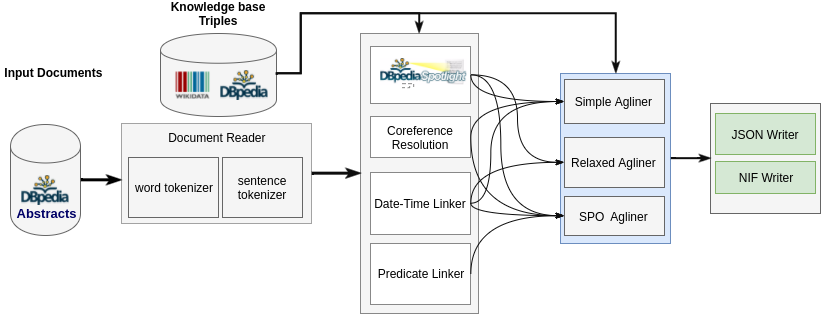 Knowledge base
Triples
Input Documents
WIKIDATA
DBpedia
DBpedia
Abstracts
Document Reader
word tokenizer
sentence
tokenizer
DBpedia Spotlight
Coreference
Resolution
Date-Time Linker
Predicate Linker
Simple Agliner
Relaxed Agliner
SPO Agliner
JSON Writer
NIF Writer